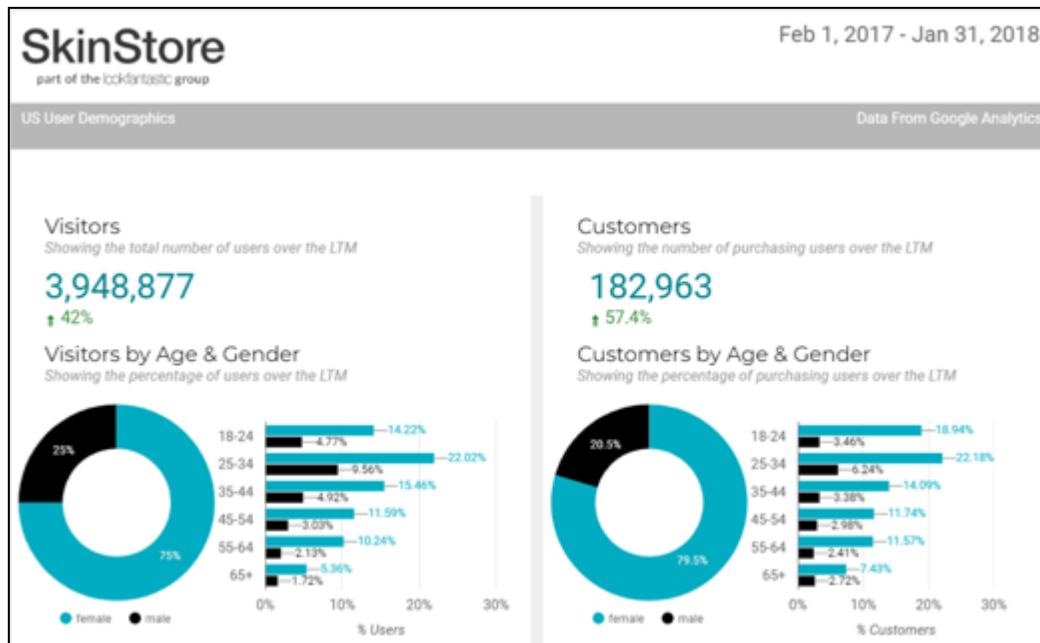 SkinStore
part of the lookfantastic group
Feb 1, 2017 - Jan 31, 2018
US User Demographics
Data From Google Analytics
Visitors
Showing the total number of users over the LTM
3,948,877
42%
Visitors by Age & Gender
Showing the percentage of users over the LTM
25%
75%
female
male
18-24
14.22%
4.77%
25-34
22.02%
9.56%
35-44
15.46%
4.92%
45-54
11.59%
3.03%
55-64
10.24%
2.13%
65+
5.36%
1.72%
0%
10%
20%
30%
% Users
Customers
Showing the number of purchasing users over the LTM
182,963
57.4%
Customers by Age & Gender
Showing the percentage of purchasing users over the LTM
20.5%
79.5%
female
male
18-24
18.94%
3.46%
25-34
22.18%
6.24%
35-44
14.09%
3.38%
45-54
11.74%
2.98%
55-64
11.57%
2.41%
65+
7.43%
2.72%
0%
10%
20%
30%
% Customers